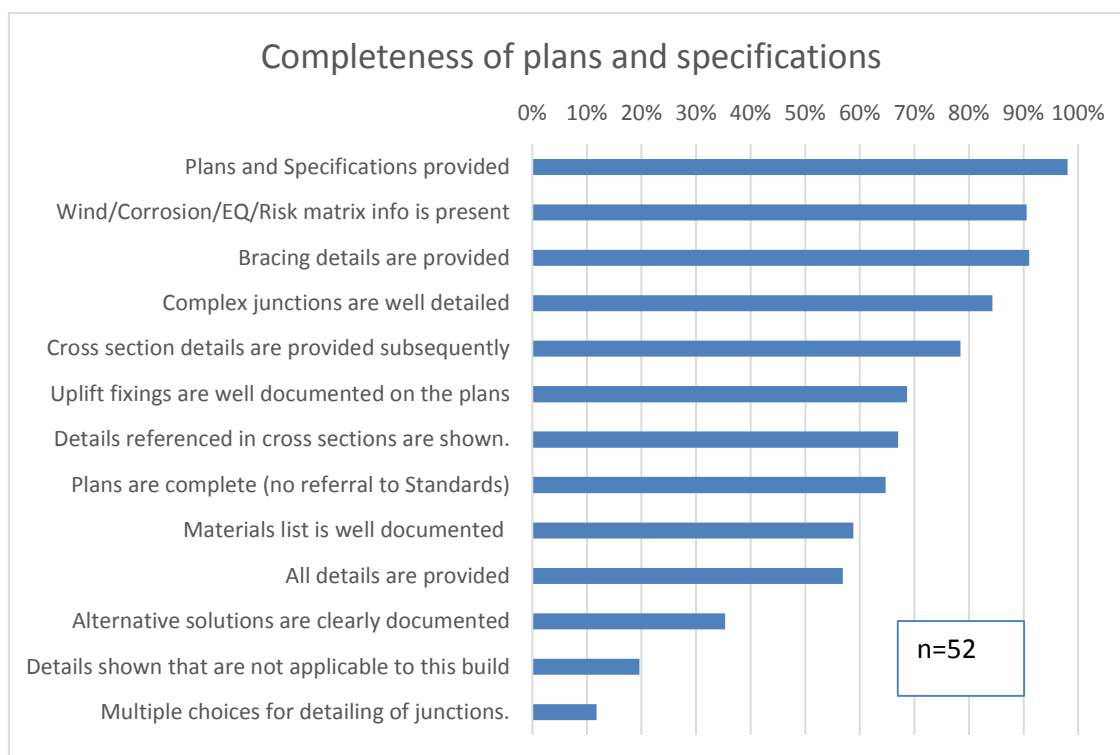 Completeness of plans and specifications
0% 10% 20% 30% 40% 50% 60% 70% 80% 90% 100%
Plans and Specifications provided
Wind/Corrosion/EQ/Risk matrix info is present
Bracing details are provided
Complex junctions are well detailed
Cross section details are provided subsequently
Uplift fixings are well documented on the plans
Details referenced in cross sections are shown.
Plans are complete (no referral to Standards)
Materials list is well documented
All details are provided
Alternative solutions are clearly documented
Details shown that are not applicable to this build
Multiple choices for detailing of junctions.
n=52